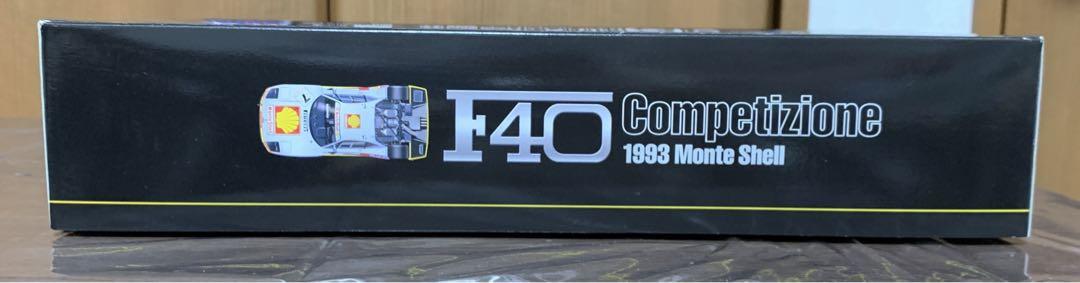 F40
Competizione
1993 Monte Shell